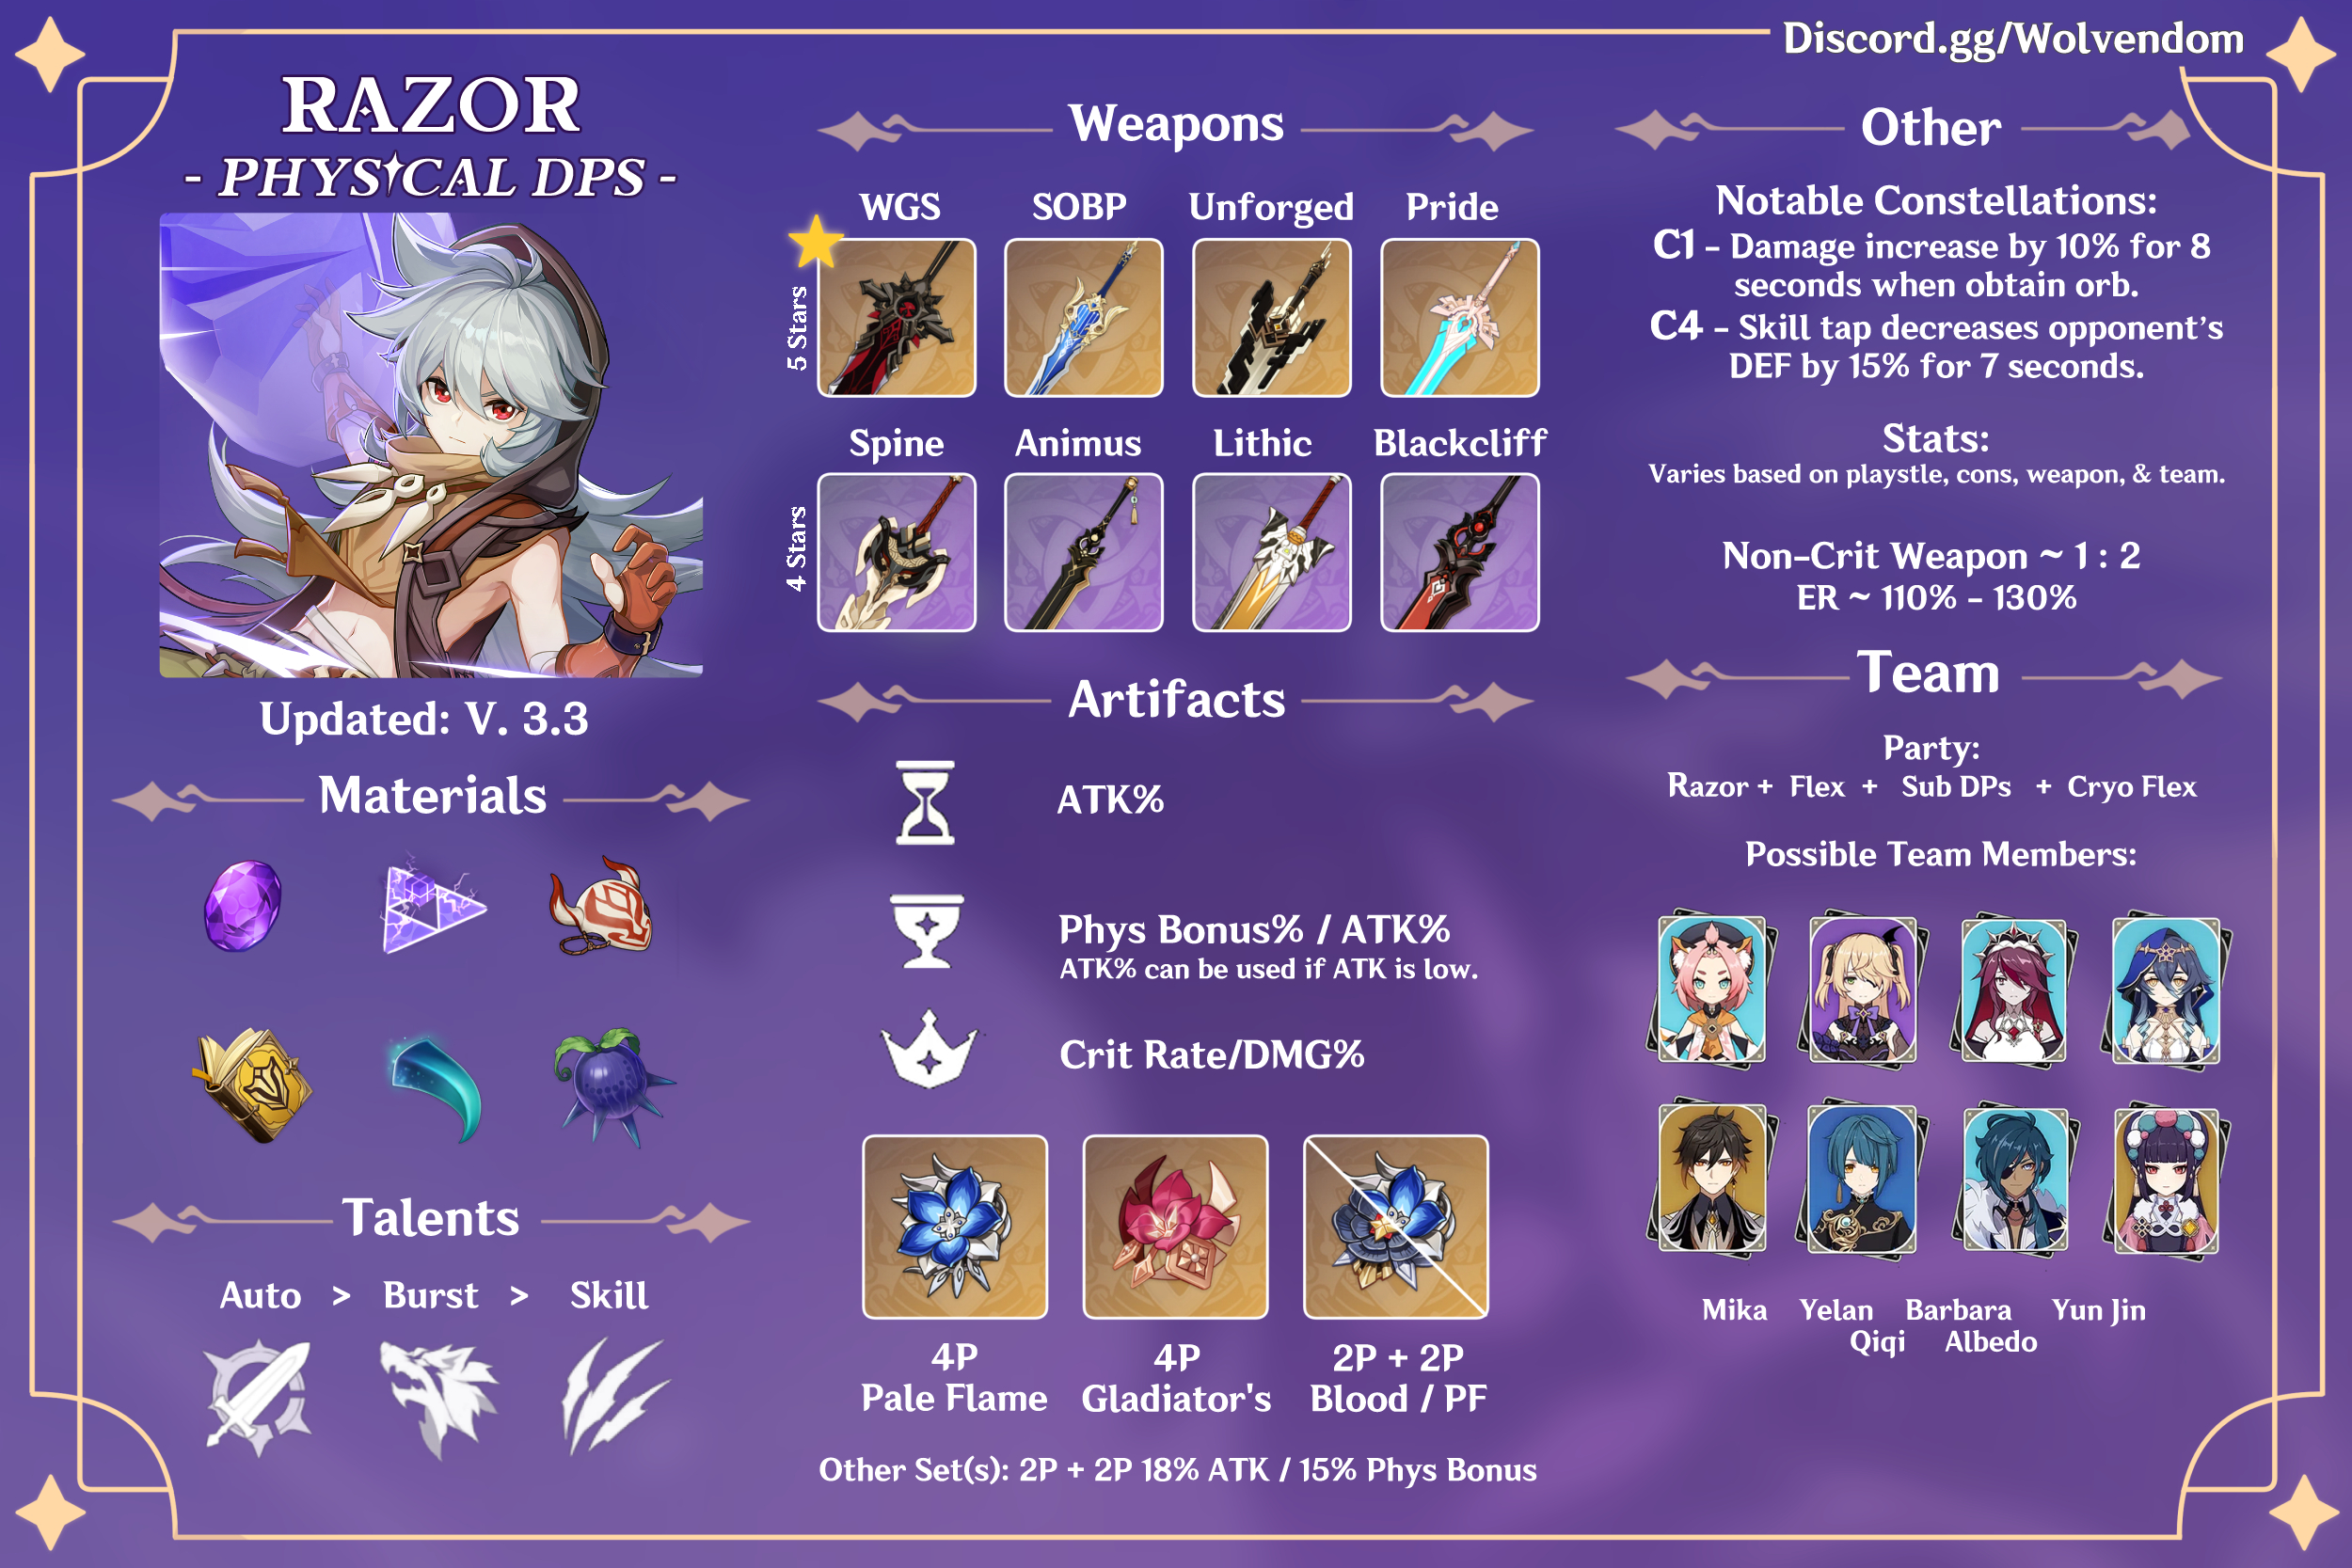 Discord.gg/Wolvendom
RAZOR
- PHYSICAL DPS -
Updated: V. 3.3
Materials
Talents
Auto > Burst > Skill
Weapons
5 Stars
WGS SOBP Unforged Pride
4 Stars
Spine Animus Lithic Blackcliff
Artifacts
ATK%
Phys Bonus% / ATK%
ATK% can be used if ATK is low.
Crit Rate/DMG%
4P 4P 2P + 2P
Pale Flame Gladiator's Blood / PF
Other Set(s): 2P + 2P 18% ATK / 15% Phys Bonus
Other
Notable Constellations:
C1 - Damage increase by 10% for 8
seconds when obtain orb.
C4 - Skill tap decreases opponent's
DEF by 15% for 7 seconds.
Stats:
Varies based on playstle, cons, weapon, & team.
Non-Crit Weapon ~ 1 : 2
ER ~ 110% - 130%
Team
Party:
Razor + Flex + Sub DPs + Cryo Flex
Possible Team Members:
Mika Yelan Barbara Yun Jin
Qiqi Albedo